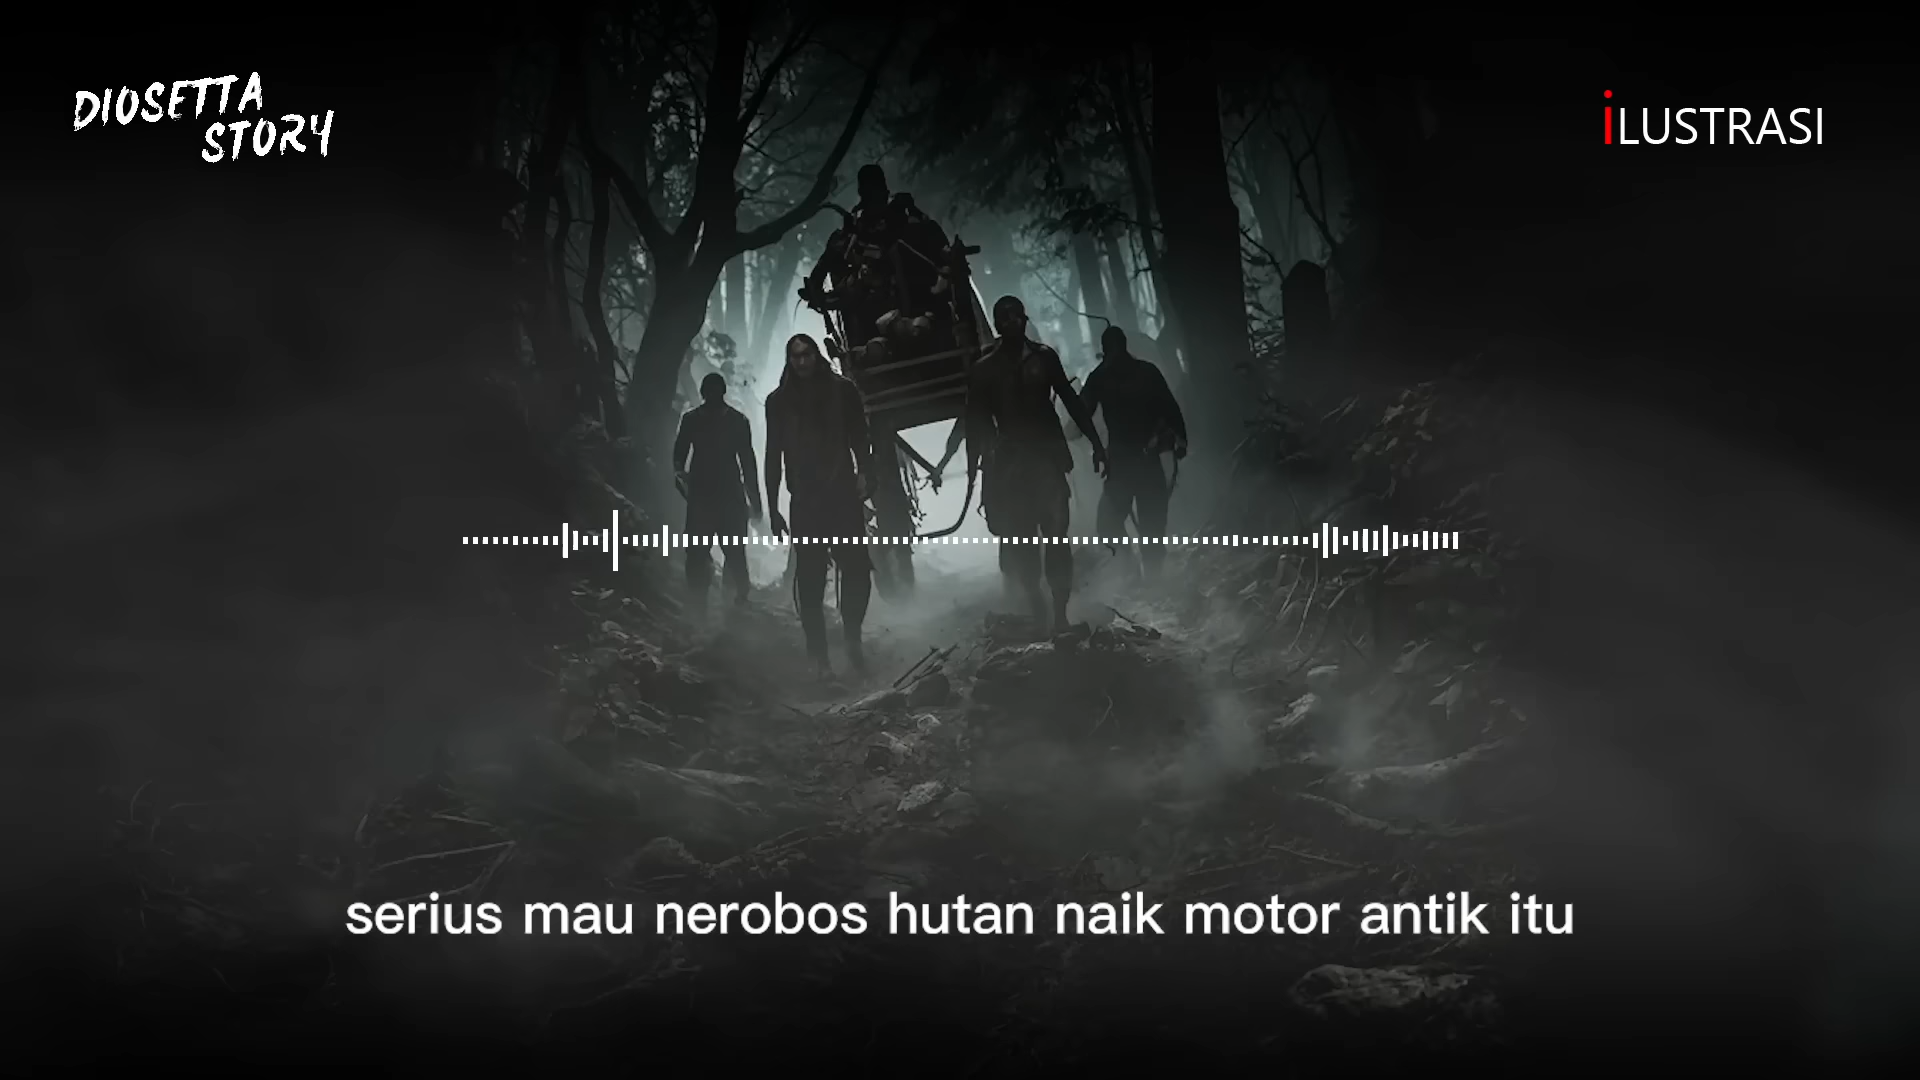 DIOSETTA
STORY
iLUSTRASI
serius mau nerobos hutan naik motor antik itu